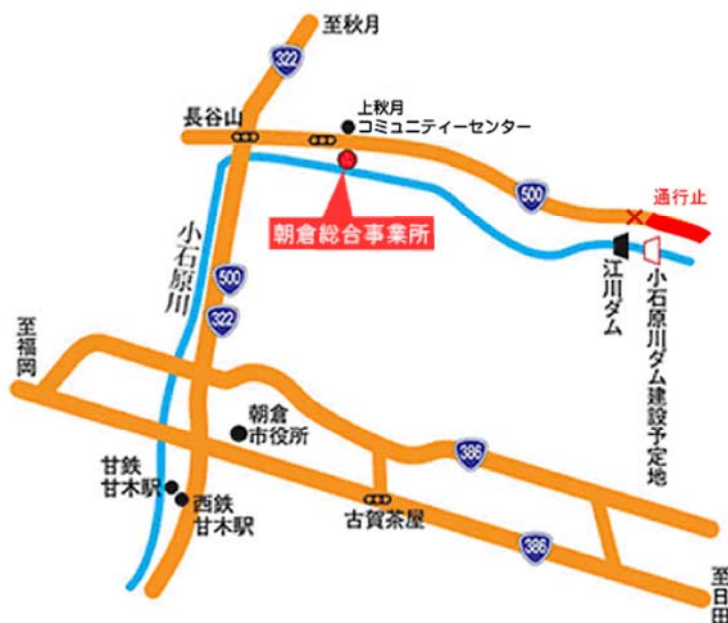 至秋月
322
上秋月
コミュニティーセンター
長谷山
500
通行止
朝倉総合事業所
小石原川
江川ダム
小石原川ダム建設予定地
500
322
至福岡
朝倉
市役所
386
甘鉄
甘木駅
西鉄
甘木駅
古賀茶屋
386
至日田